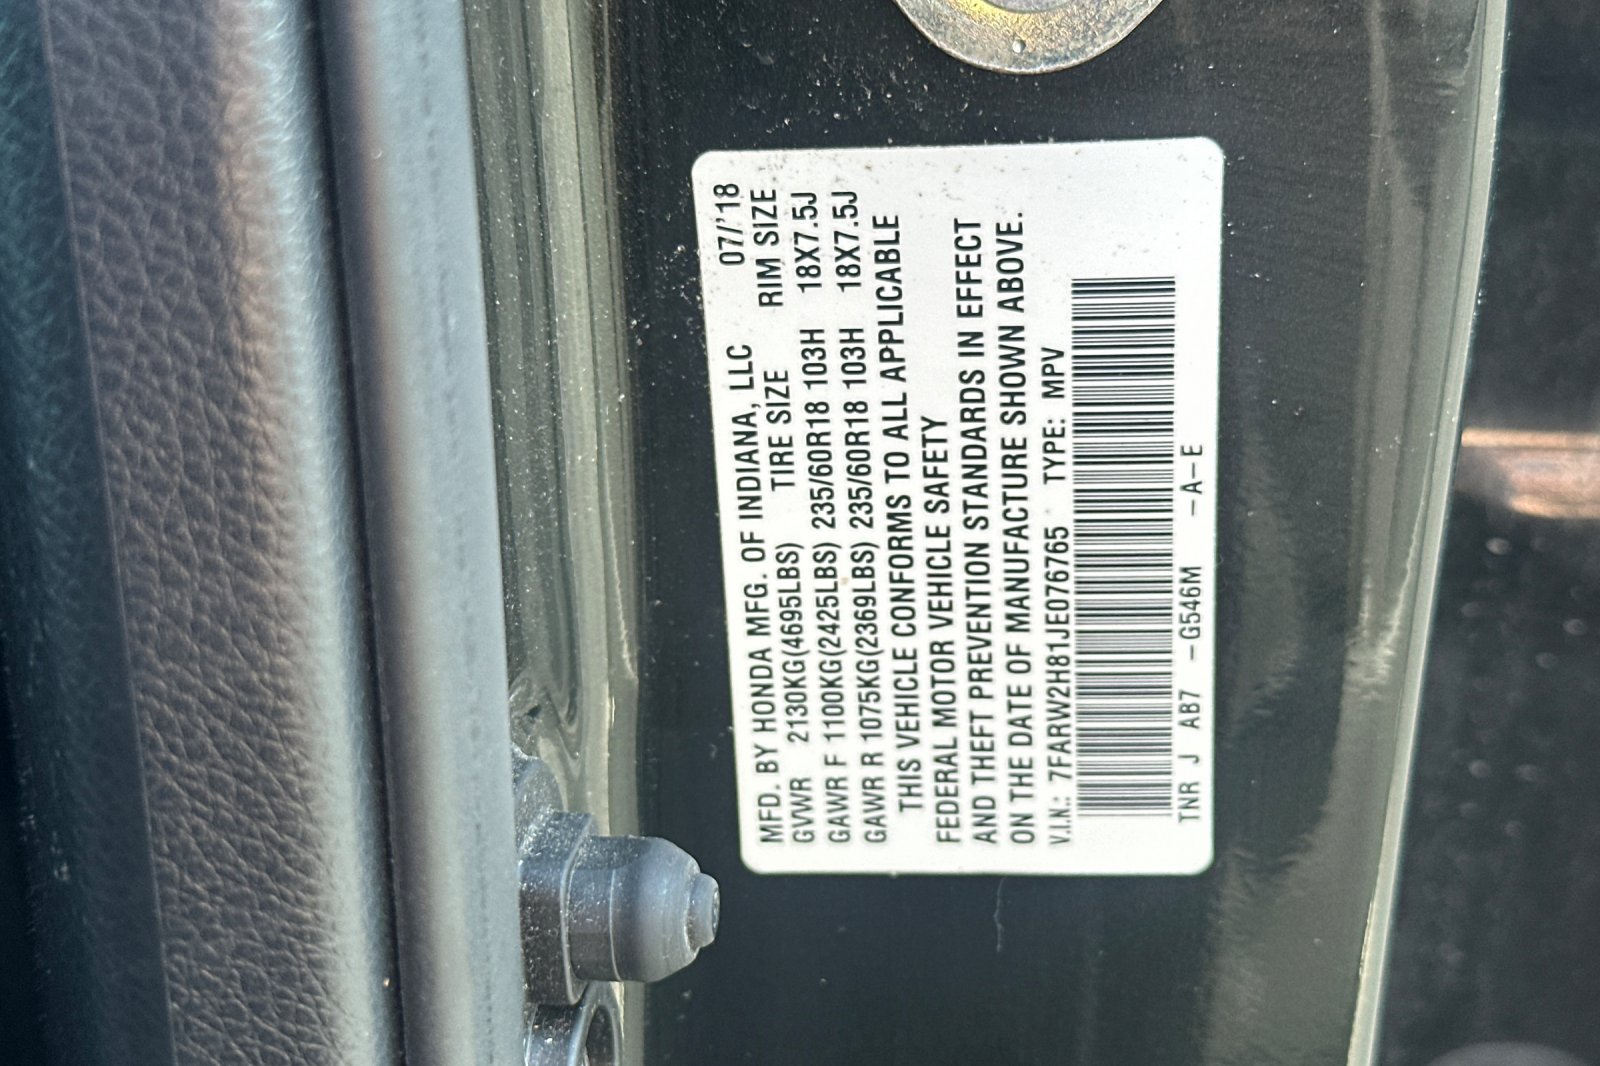 MFD. BY HONDA MFG. OF INDIANA, LLC 07/'18
GVWR 2130KG(4695LBS) TIRE SIZE RIM SIZE
GAWR F 1100KG(2425LBS) 235/60R18 103H 18X7.5J
GAWR R 1075KG(2369LBS) 235/60R18 103H 18X7.5J
THIS VEHICLE CONFORMS TO ALL APPLICABLE
FEDERAL MOTOR VEHICLE SAFETY
AND THEFT PREVENTION STANDARDS IN EFFECT
ON THE DATE OF MANUFACTURE SHOWN ABOVE.
V.I.N.: 7FARW2H81JE076765 TYPE: MPV
TNR J AB7 -G546M -A-E